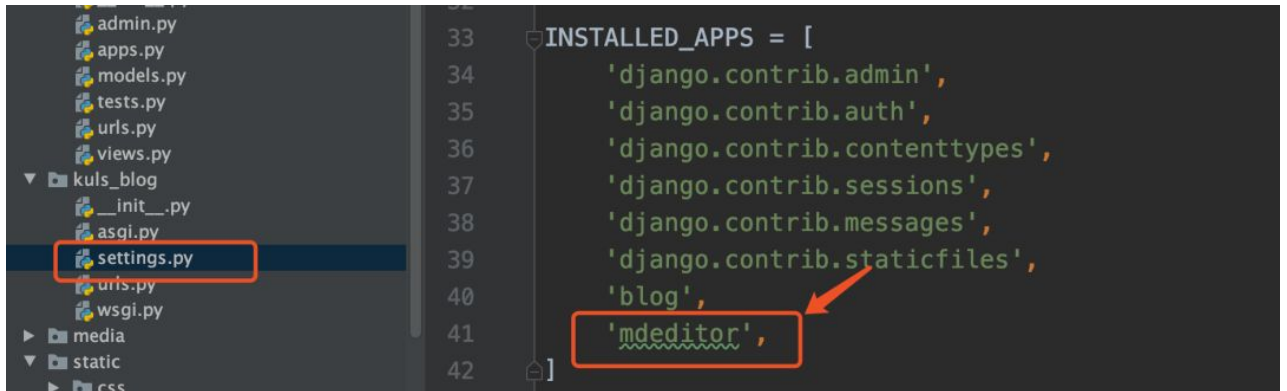 admin.py
apps.py
models.py
tests.py
urls.py
views.py
kuls_blog
__init__.py
asgi.py
settings.py
urls.py
wsgi.py
media
static
css
33 INSTALLED_APPS = [
34 'django.contrib.admin',
35 'django.contrib.auth',
36 'django.contrib.contenttypes',
37 'django.contrib.sessions',
38 'django.contrib.messages',
39 'django.contrib.staticfiles',
40 'blog',
41 'mdeditor',
42 ]